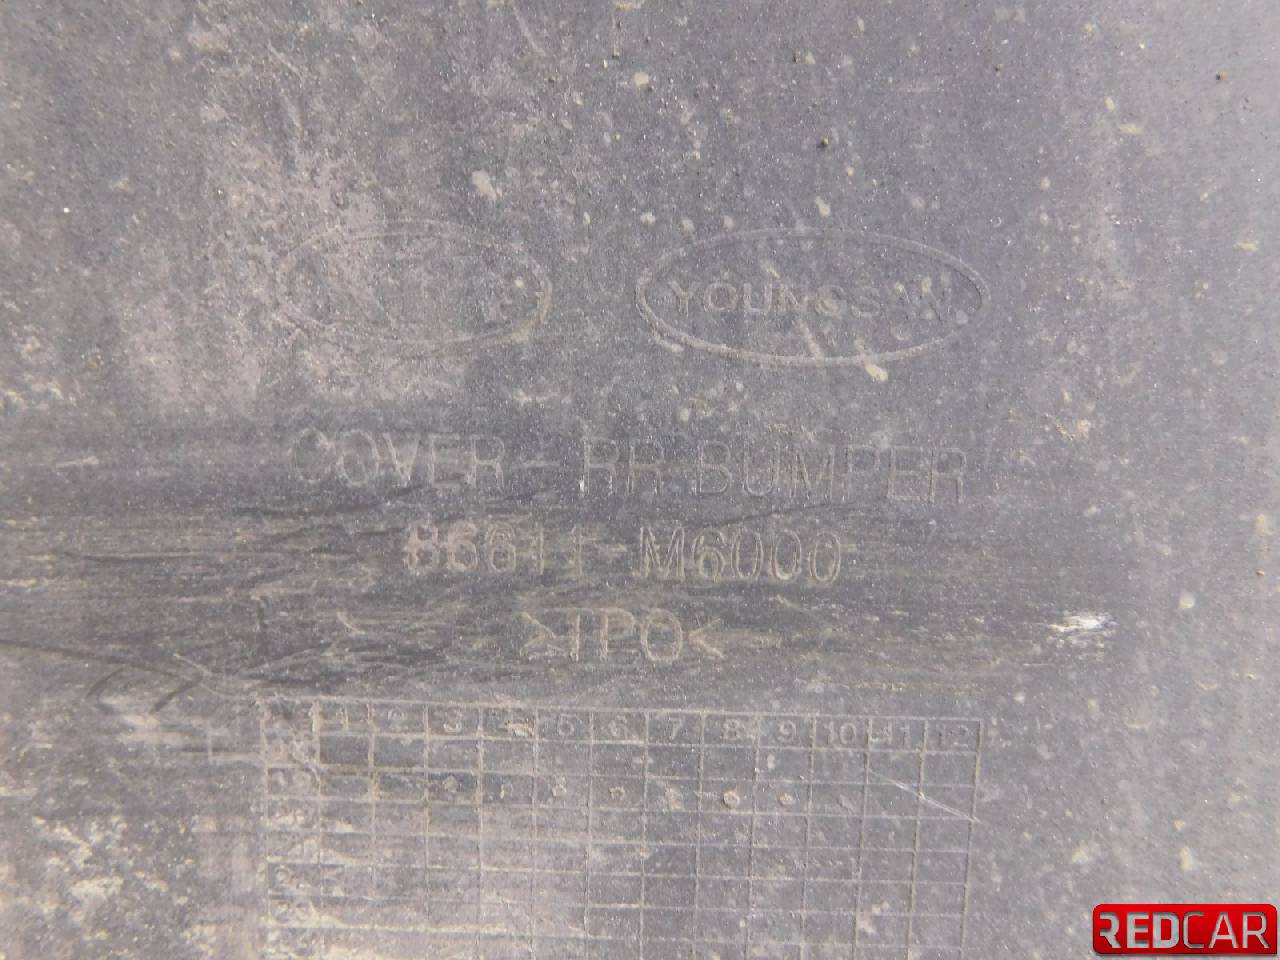 YOUNGSAN
COVER - RR BUMPER
86611-M6000
>TPO<
1 2 3 4 5 6 7 8 9 10 11 12
REDCAR